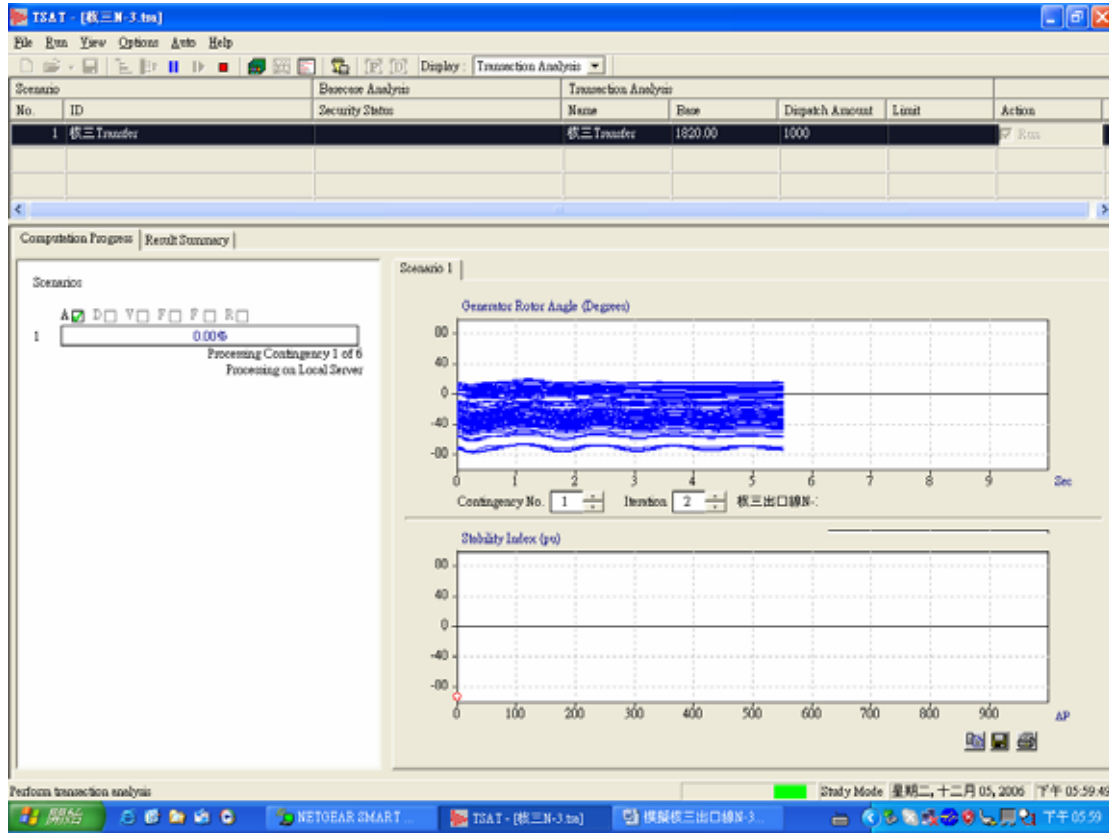 TSAT - [核三N-3.tsa]
File Run View Options Auto Help
Display: Transection Analysis
Scenario Basecase Analysis Transection Analysis
No. ID Security Status Name Base Dispatch Amount Limit Action
1 核三Transfer 核三Transfer 1820.00 1000 Run
Computation Progress Result Summary
Scenarios
A D V F F R
1 0.00%
Processing Contingency 1 of 6
Processing on Local Server
Scenario 1
Generator Rotor Angle (Degrees)
80
40
0
-40
-80
0 1 2 3 4 5 6 7 8 9 Sec
Contingency No. 1 Iteration 2 核三出口線N-
Stability Index (pu)
80
40
0
-40
-80
0 100 200 300 400 500 600 700 800 900 ΔP
Perform transection analysis Study Mode 星期二, 十二月 05, 2006 下午 05:59:49
開始 NETGEAR SMART ... TSAT - [核三N-3.tsa] 模擬核三出口線N-3... 下午 05:59